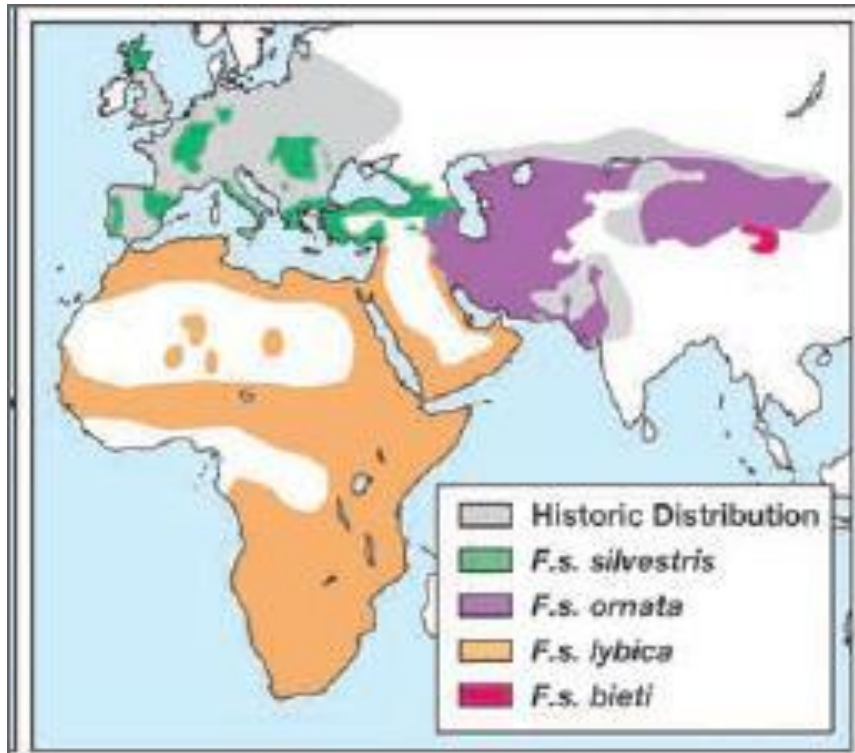 Historic Distribution
F.s. silvestris
F.s. ornata
F.s. lybica
F.s. bieti